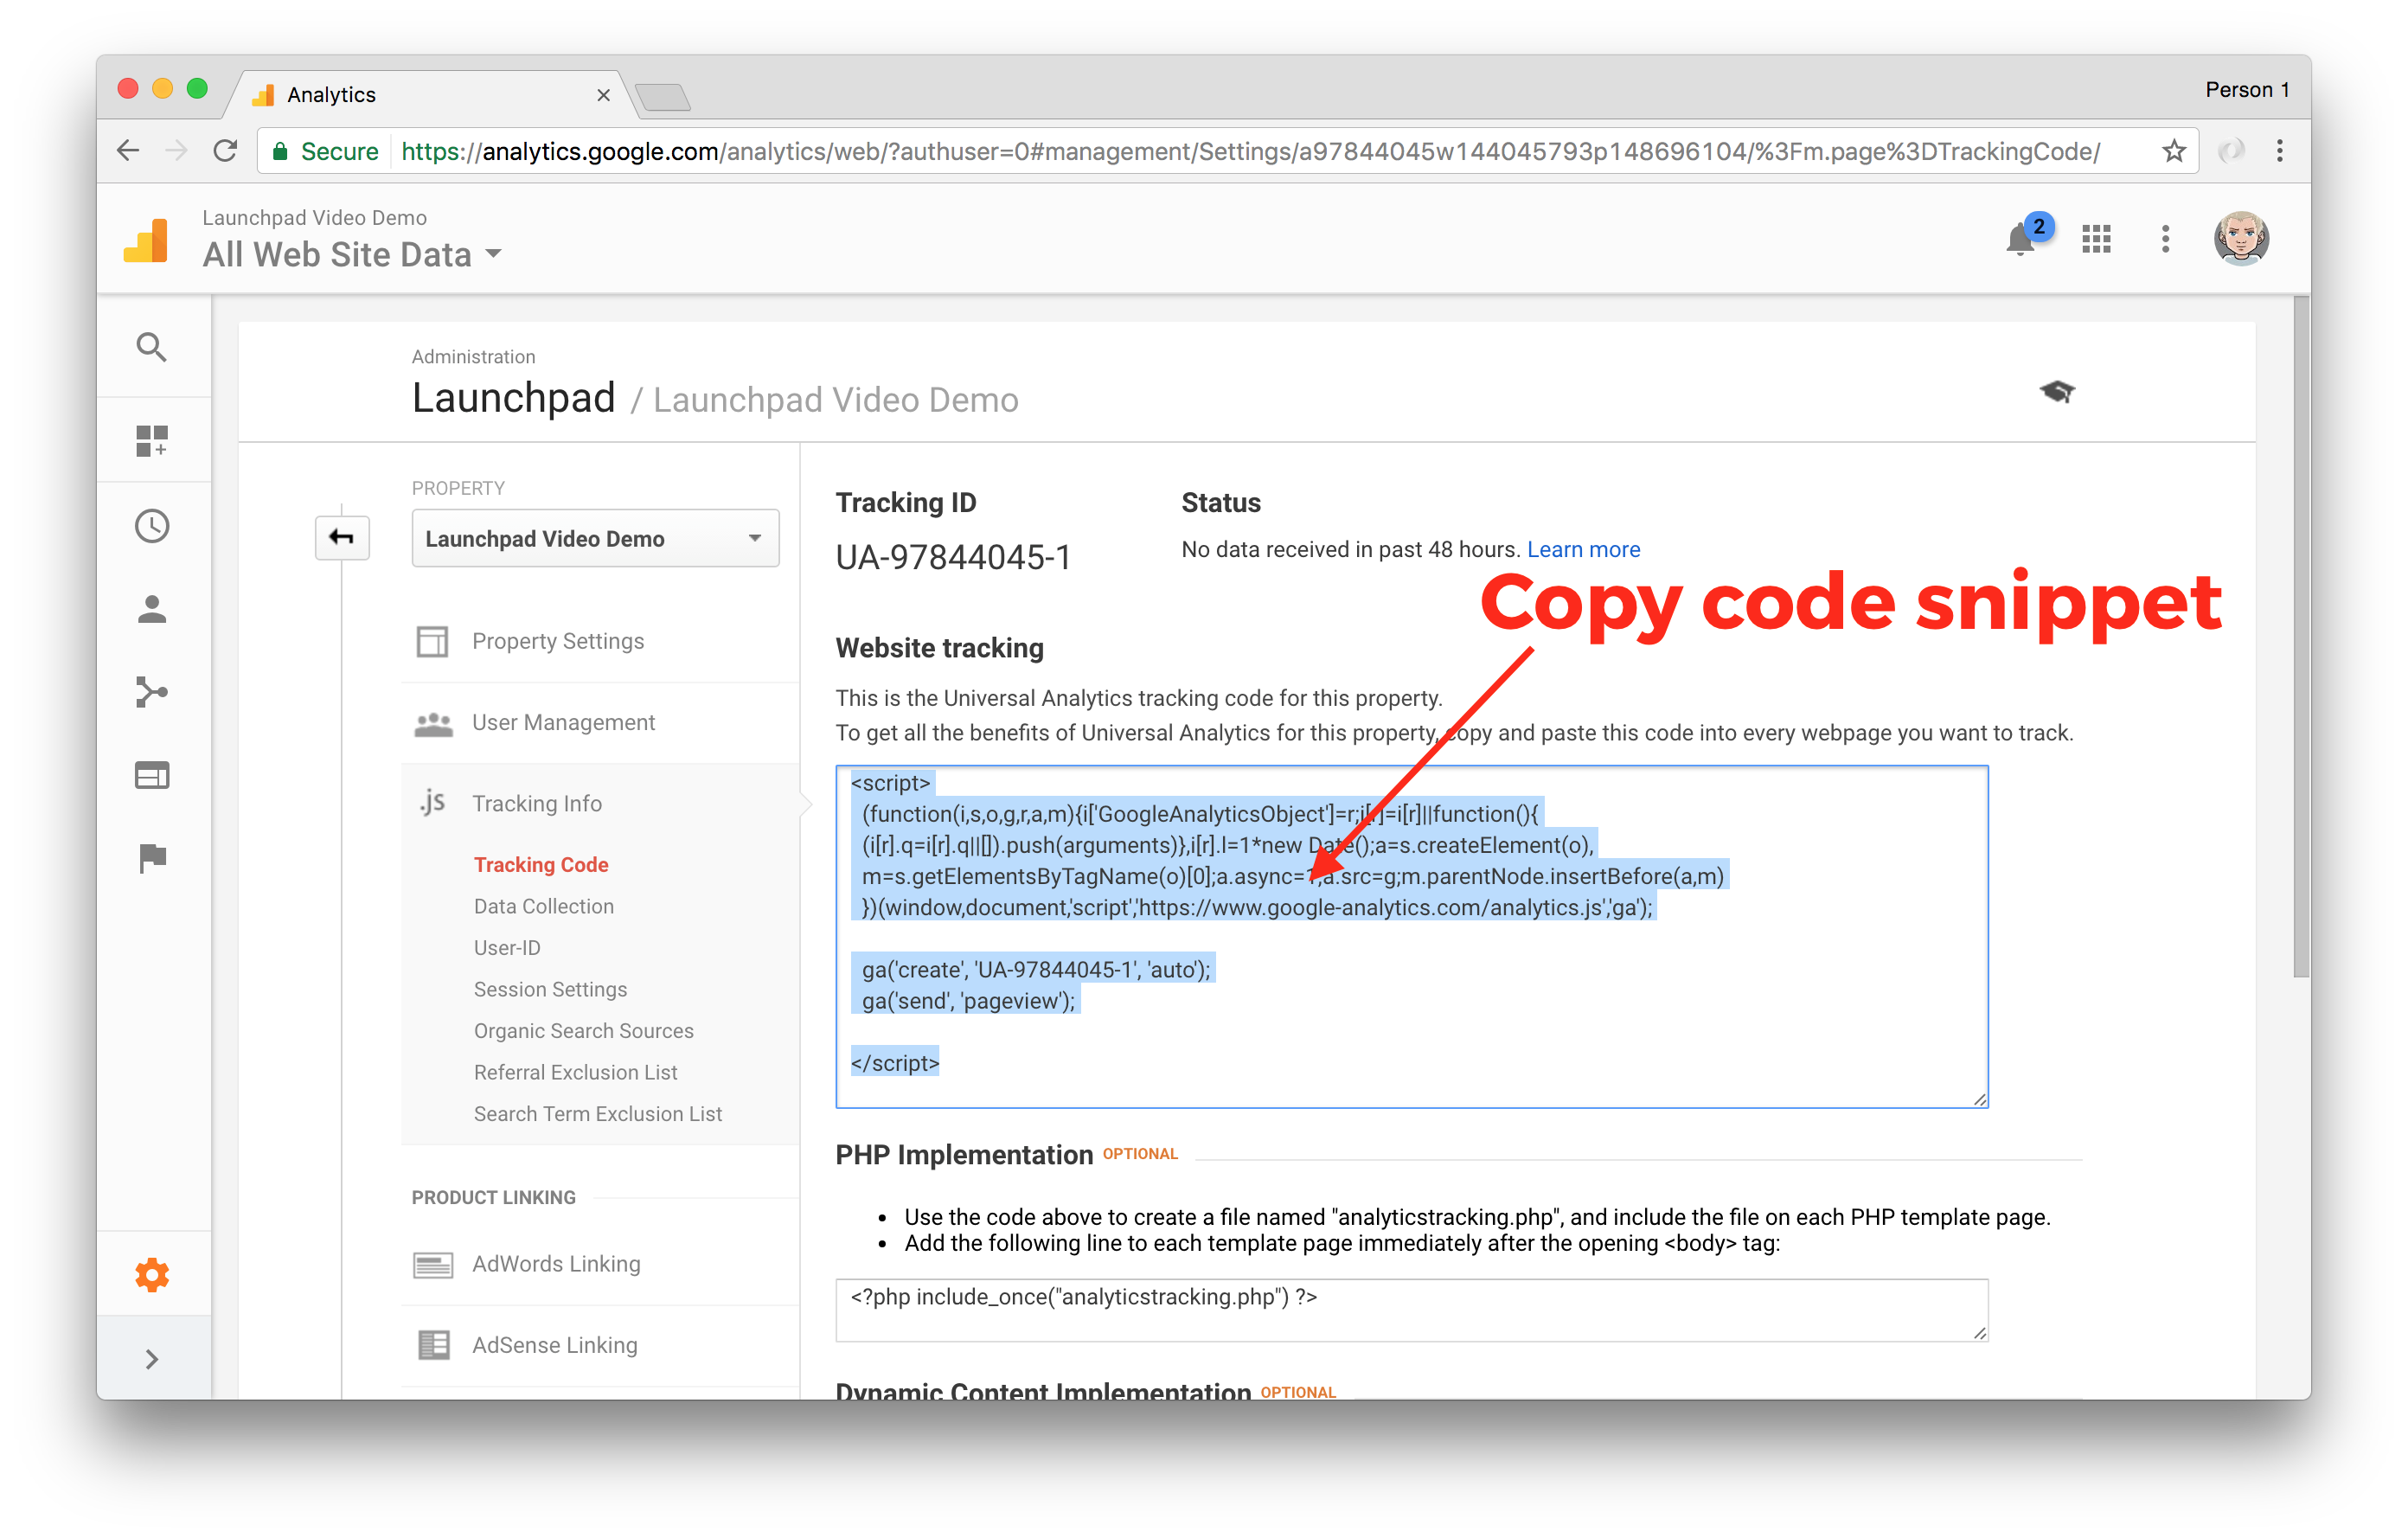 Analytics
Person 1
Secure https://analytics.google.com/analytics/web/?authuser=0#management/Settings/a97844045w144045793p148696104/%3Fm.page%3DTrackingCode/
Launchpad Video Demo
All Web Site Data
2
Administration
Launchpad / Launchpad Video Demo
PROPERTY
Launchpad Video Demo
Property Settings
User Management
.js Tracking Info
Tracking Code
Data Collection
User-ID
Session Settings
Organic Search Sources
Referral Exclusion List
Search Term Exclusion List
PRODUCT LINKING
AdWords Linking
AdSense Linking
Tracking ID
UA-97844045-1
Status
No data received in past 48 hours. Learn more
Copy code snippet
Website tracking
This is the Universal Analytics tracking code for this property.
To get all the benefits of Universal Analytics for this property, copy and paste this code into every webpage you want to track.
<script>
(function(i,s,o,g,r,a,m){i['GoogleAnalyticsObject']=r;i[r]=i[r]||function(){
(i[r].q=i[r].q||[]).push(arguments)},i[r].l=1*new Date();a=s.createElement(o),
m=s.getElementsByTagName(o)[0];a.async=1;a.src=g;m.parentNode.insertBefore(a,m)
})(window,document,'script','https://www.google-analytics.com/analytics.js','ga');
ga('create', 'UA-97844045-1', 'auto');
ga('send', 'pageview');
</script>
PHP Implementation OPTIONAL
• Use the code above to create a file named "analyticstracking.php", and include the file on each PHP template page.
• Add the following line to each template page immediately after the opening <body> tag:
<?php include_once("analyticstracking.php") ?>
Dynamic Content Implementation OPTIONAL